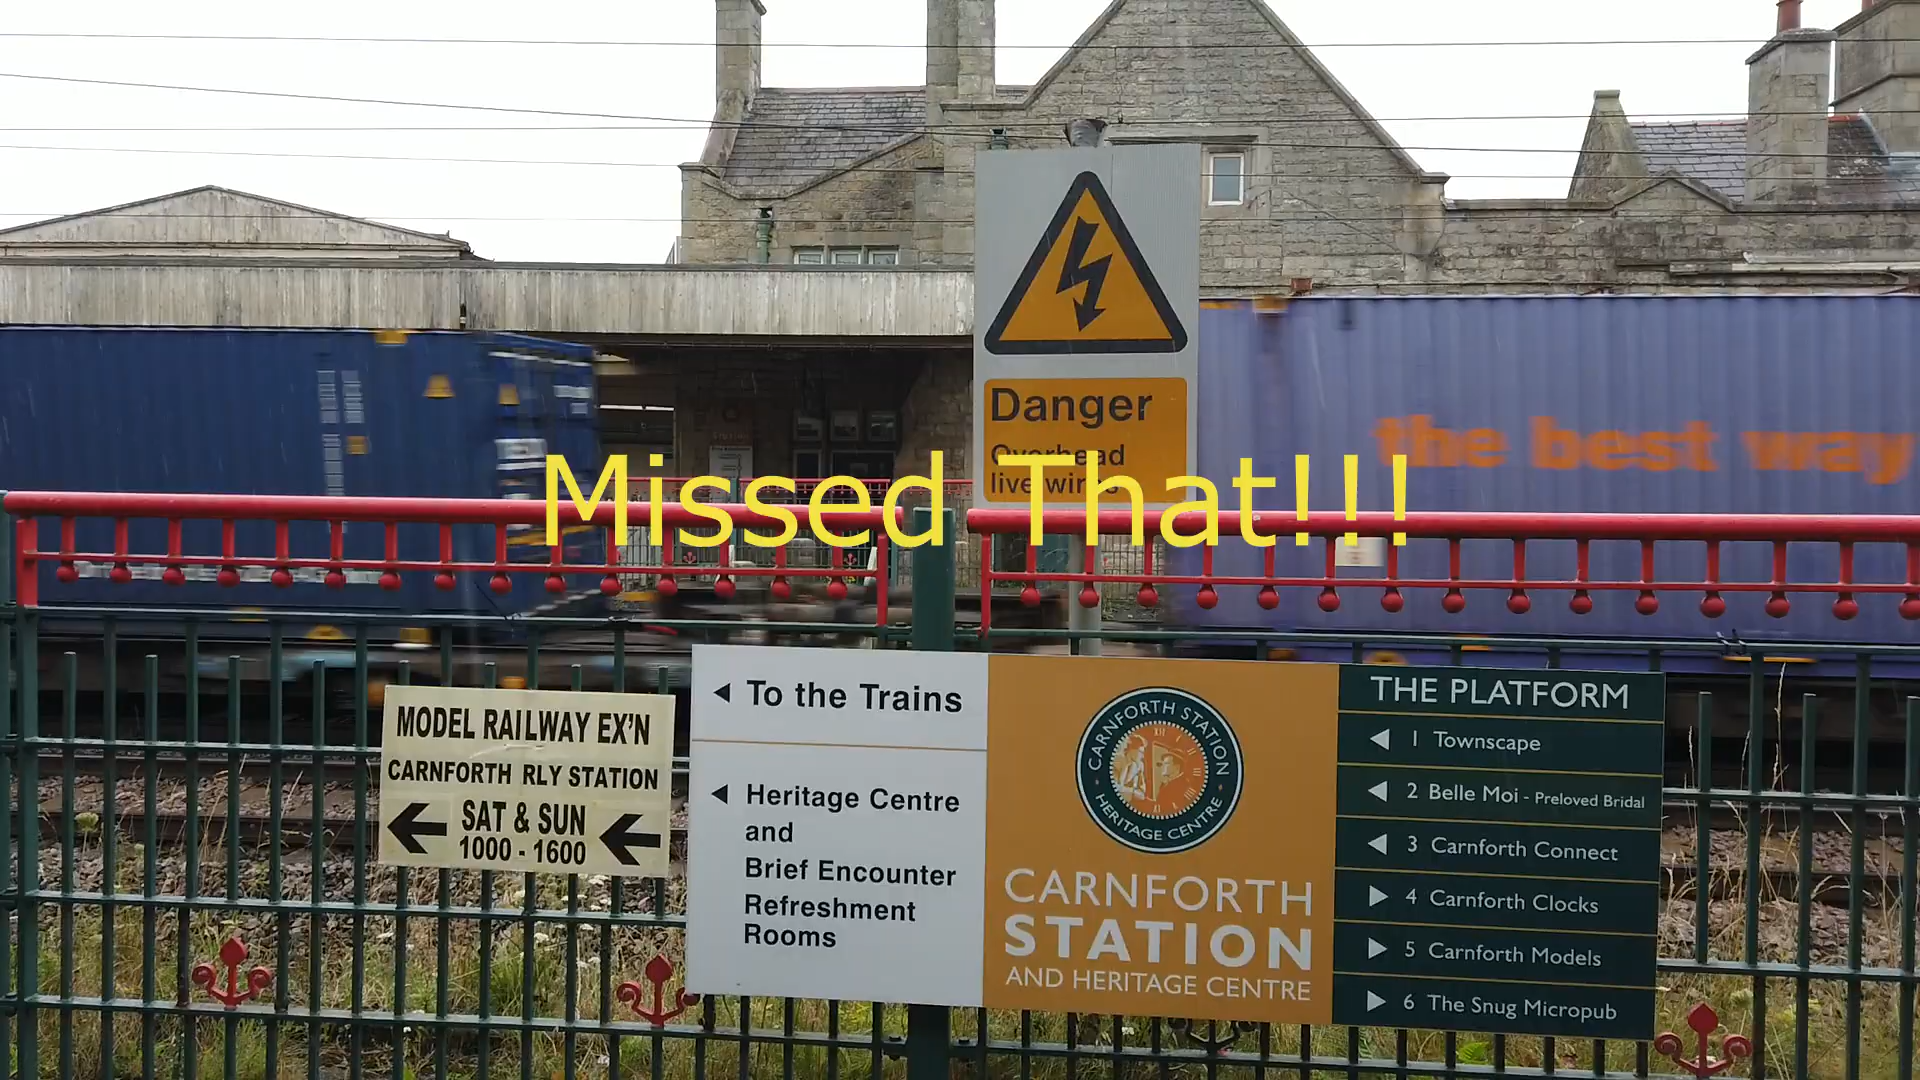 Danger
Overhead
live wires
the best way
Missed That!!!
MODEL RAILWAY EX'N
CARNFORTH RLY STATION
SAT & SUN
1000 - 1600
To the Trains
Heritage Centre
and
Brief Encounter
Refreshment
Rooms
CARNFORTH STATION
HERITAGE CENTRE
CARNFORTH
STATION
AND HERITAGE CENTRE
THE PLATFORM
1 Townscape
2 Belle Moi - Preloved Bridal
3 Carnforth Connect
4 Carnforth Clocks
5 Carnforth Models
6 The Snug Micropub